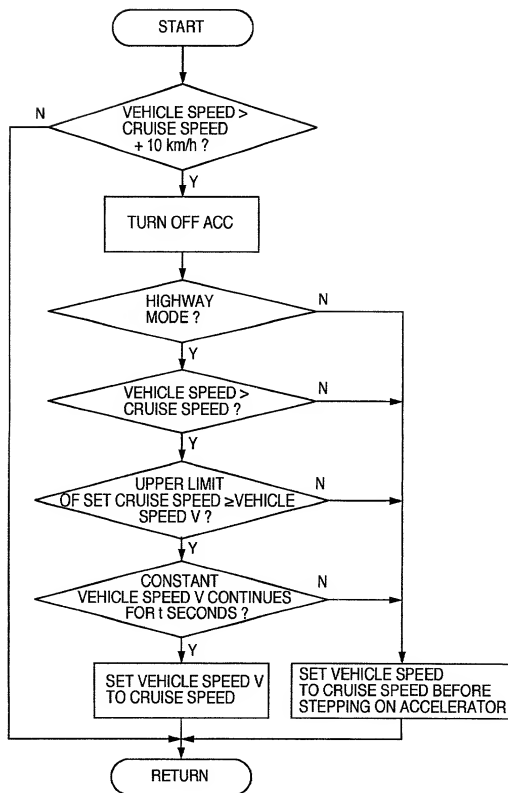 START
VEHICLE SPEED >
CRUISE SPEED
+ 10 km/h ?
N
Y
TURN OFF ACC
HIGHWAY
MODE ?
N
Y
VEHICLE SPEED >
CRUISE SPEED ?
N
Y
UPPER LIMIT
OF SET CRUISE SPEED ≥VEHICLE
SPEED V ?
N
Y
CONSTANT
VEHICLE SPEED V CONTINUES
FOR t SECONDS ?
N
Y
SET VEHICLE SPEED V
TO CRUISE SPEED
SET VEHICLE SPEED
TO CRUISE SPEED BEFORE
STEPPING ON ACCELERATOR
RETURN